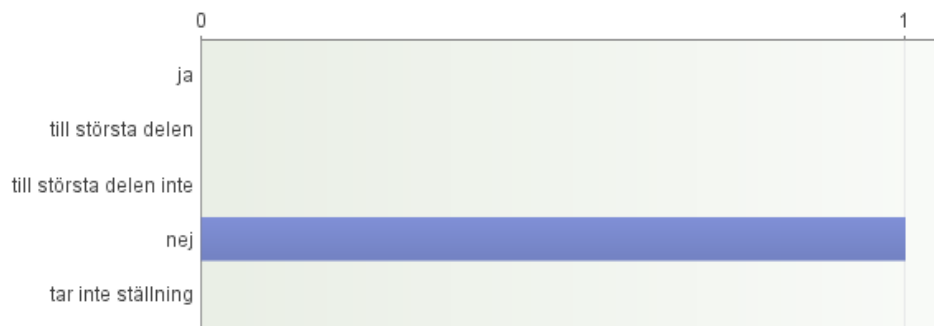 0 1
ja
till största delen
till största delen inte
nej
tar inte ställning